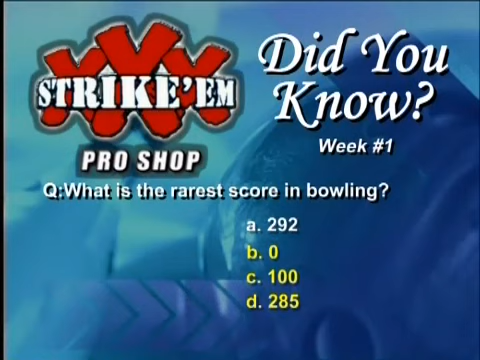 XXX
STRIKE'EM
PRO SHOP
Did You
Know?
Week #1
Q:What is the rarest score in bowling?
a. 292
b. 0
c. 100
d. 285